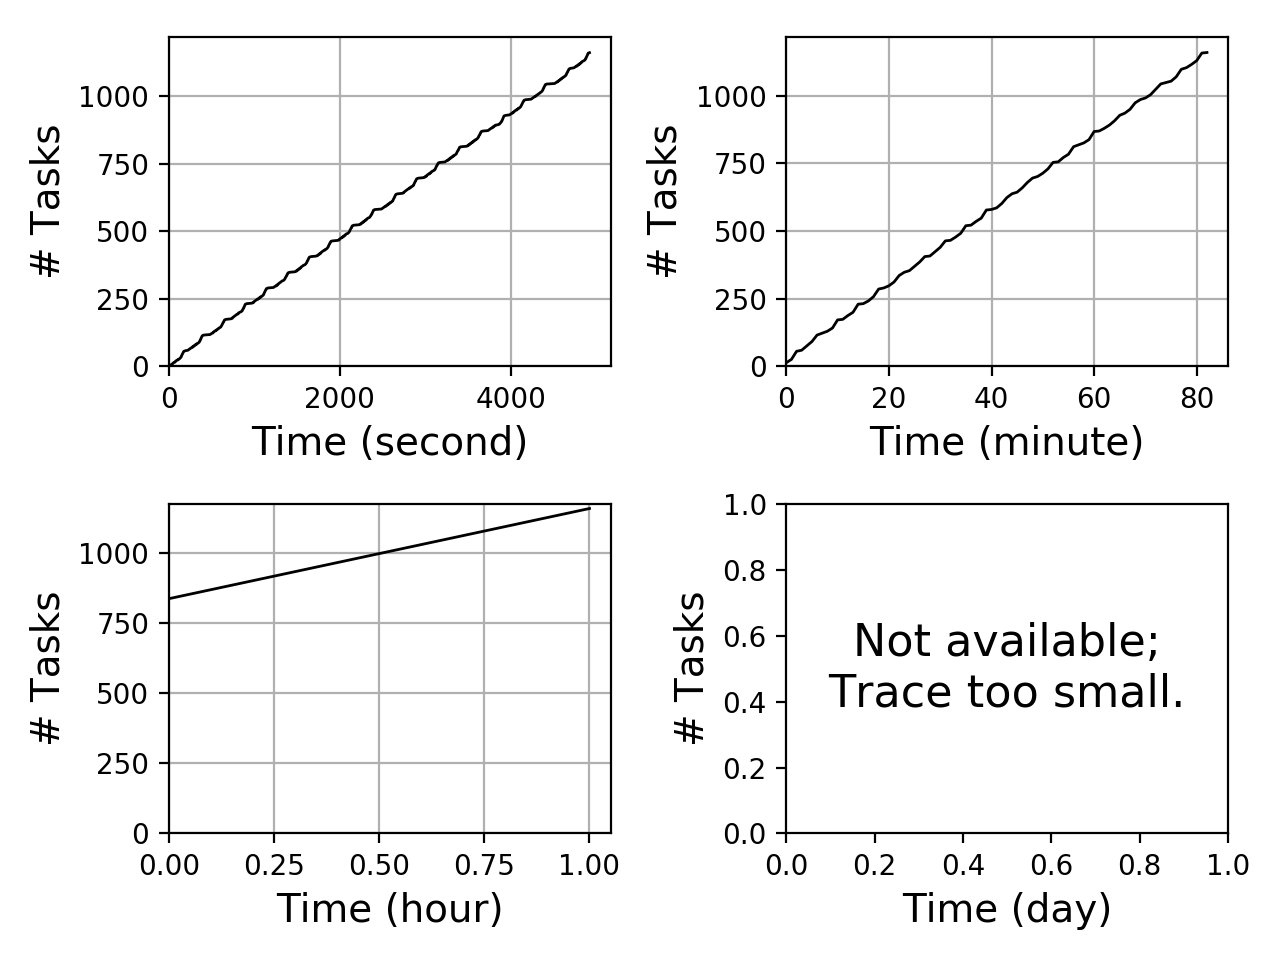 # Tasks
1000
750
500
250
0
0 2000 4000
Time (second)
# Tasks
1000
750
500
250
0
0 20 40 60 80
Time (minute)
# Tasks
1000
750
500
250
0
0.00 0.25 0.50 0.75 1.00
Time (hour)
# Tasks
1.0
0.8
0.6
0.4
0.2
0.0
Not available;
Trace too small.
0.0 0.2 0.4 0.6 0.8 1.0
Time (day)